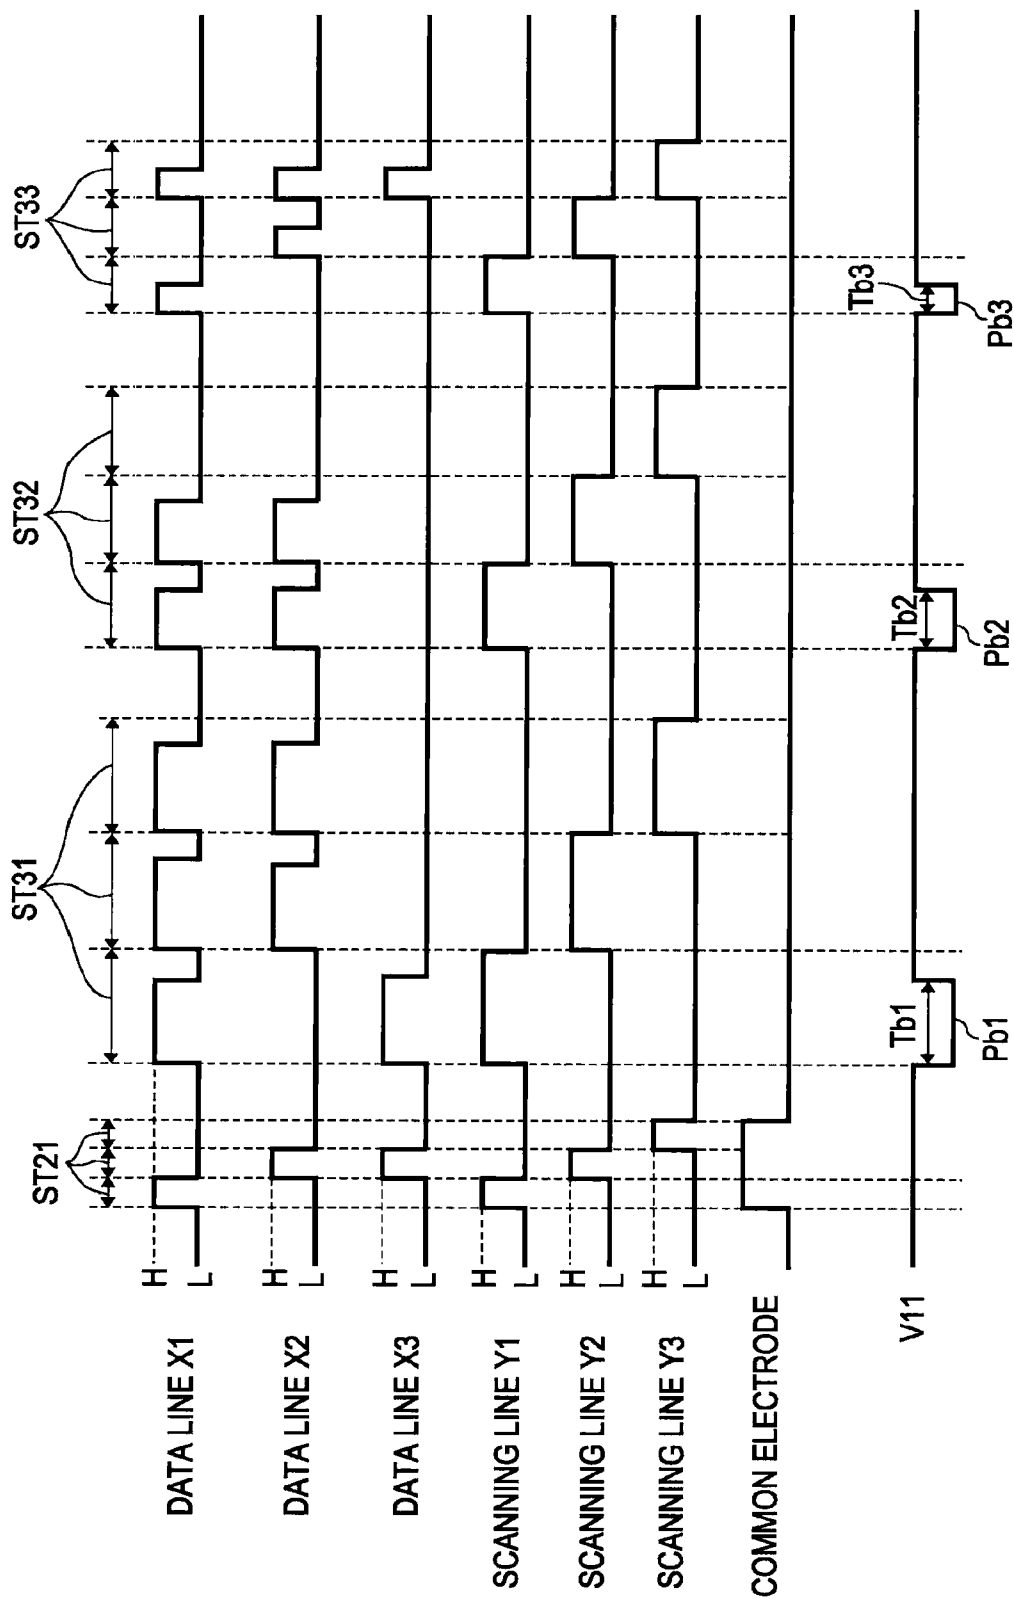 ST21
ST31
ST32
ST33
DATA LINE X1
H
L
DATA LINE X2
H
L
DATA LINE X3
H
L
SCANNING LINE Y1
H
L
SCANNING LINE Y2
H
L
SCANNING LINE Y3
H
L
COMMON ELECTRODE
V11
Tb1
Tb2
Tb3
Pb1
Pb2
Pb3